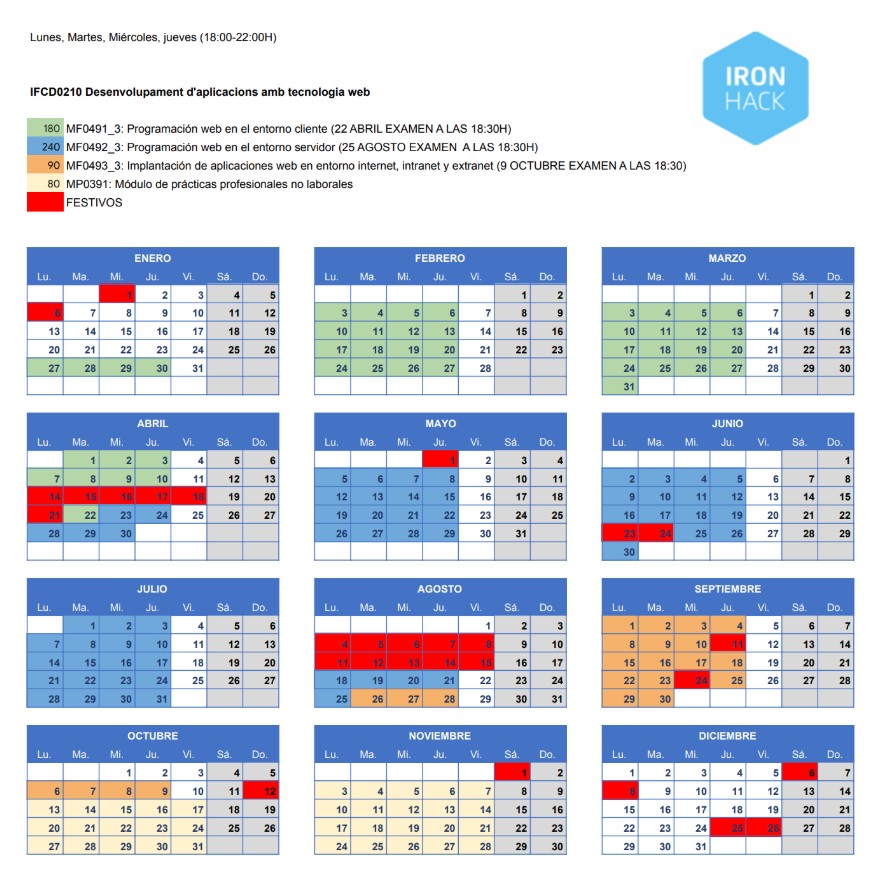 Lunes, Martes, Miércoles, jueves (18:00-22:00H)
IRON
HACK
IFCD0210 Desenvolupament d'aplicacions amb tecnologia web
180 MF0491_3: Programación web en el entorno cliente (22 ABRIL EXAMEN A LAS 18:30H)
240 MF0492_3: Programación web en el entorno servidor (25 AGOSTO EXAMEN A LAS 18:30H)
90 MF0493_3: Implantación de aplicaciones web en entorno internet, intranet y extranet (9 OCTUBRE EXAMEN A LAS 18:30)
80 MP0391: Módulo de prácticas profesionales no laborales
FESTIVOS
ENERO
Lu. Ma. Mi. Ju. Vi. Sá. Do.
1 2 3 4 5
6 7 8 9 10 11 12
13 14 15 16 17 18 19
20 21 22 23 24 25 26
27 28 29 30 31
FEBRERO
Lu. Ma. Mi. Ju. Vi. Sá. Do.
1 2
3 4 5 6 7 8 9
10 11 12 13 14 15 16
17 18 19 20 21 22 23
24 25 26 27 28
MARZO
Lu. Ma. Mi. Ju. Vi. Sá. Do.
1 2
3 4 5 6 7 8 9
10 11 12 13 14 15 16
17 18 19 20 21 22 23
24 25 26 27 28 29 30
31
ABRIL
Lu. Ma. Mi. Ju. Vi. Sá. Do.
1 2 3 4 5 6
7 8 9 10 11 12 13
14 15 16 17 18 19 20
21 22 23 24 25 26 27
28 29 30
MAYO
Lu. Ma. Mi. Ju. Vi. Sá. Do.
1 2 3 4
5 6 7 8 9 10 11
12 13 14 15 16 17 18
19 20 21 22 23 24 25
26 27 28 29 30 31
JUNIO
Lu. Ma. Mi. Ju. Vi. Sá. Do.
1
2 3 4 5 6 7 8
9 10 11 12 13 14 15
16 17 18 19 20 21 22
23 24 25 26 27 28 29
30
JULIO
Lu. Ma. Mi. Ju. Vi. Sá. Do.
1 2 3 4 5 6
7 8 9 10 11 12 13
14 15 16 17 18 19 20
21 22 23 24 25 26 27
28 29 30 31
AGOSTO
Lu. Ma. Mi. Ju. Vi. Sá. Do.
1 2 3
4 5 6 7 8 9 10
11 12 13 14 15 16 17
18 19 20 21 22 23 24
25 26 27 28 29 30 31
SEPTIEMBRE
Lu. Ma. Mi. Ju. Vi. Sá. Do.
1 2 3 4 5 6 7
8 9 10 11 12 13 14
15 16 17 18 19 20 21
22 23 24 25 26 27 28
29 30
OCTUBRE
Lu. Ma. Mi. Ju. Vi. Sá. Do.
1 2 3 4 5
6 7 8 9 10 11 12
13 14 15 16 17 18 19
20 21 22 23 24 25 26
27 28 29 30 31
NOVIEMBRE
Lu. Ma. Mi. Ju. Vi. Sá. Do.
1 2
3 4 5 6 7 8 9
10 11 12 13 14 15 16
17 18 19 20 21 22 23
24 25 26 27 28 29 30
DICIEMBRE
Lu. Ma. Mi. Ju. Vi. Sá. Do.
1 2 3 4 5 6 7
8 9 10 11 12 13 14
15 16 17 18 19 20 21
22 23 24 25 26 27 28
29 30 31